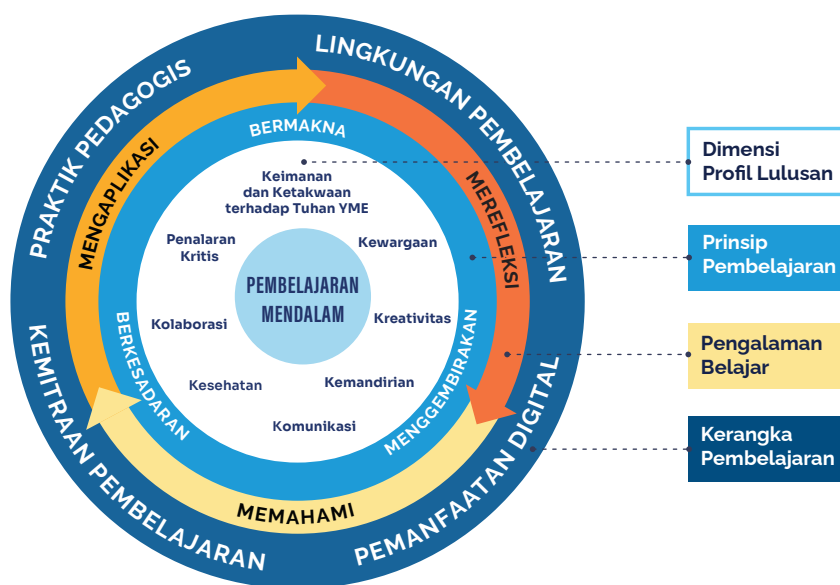 PRAKTIK PEDAGOGIS
LINGKUNGAN PEMBELAJARAN
KEMITRAAN PEMBELAJARAN
PEMANFAATAN DIGITAL
MENGAPLIKASI
MEREFLEKSI
MEMAHAMI
BERMAKNA
BERKESADARAN
MENGGEMBIRAKAN
Keimanan
dan Ketakwaan
terhadap Tuhan YME
Penalaran
Kritis
Kewargaan
Kolaborasi
Kreativitas
Kesehatan
Kemandirian
Komunikasi
PEMBELAJARAN
MENDALAM
Dimensi
Profil Lulusan
Prinsip
Pembelajaran
Pengalaman
Belajar
Kerangka
Pembelajaran